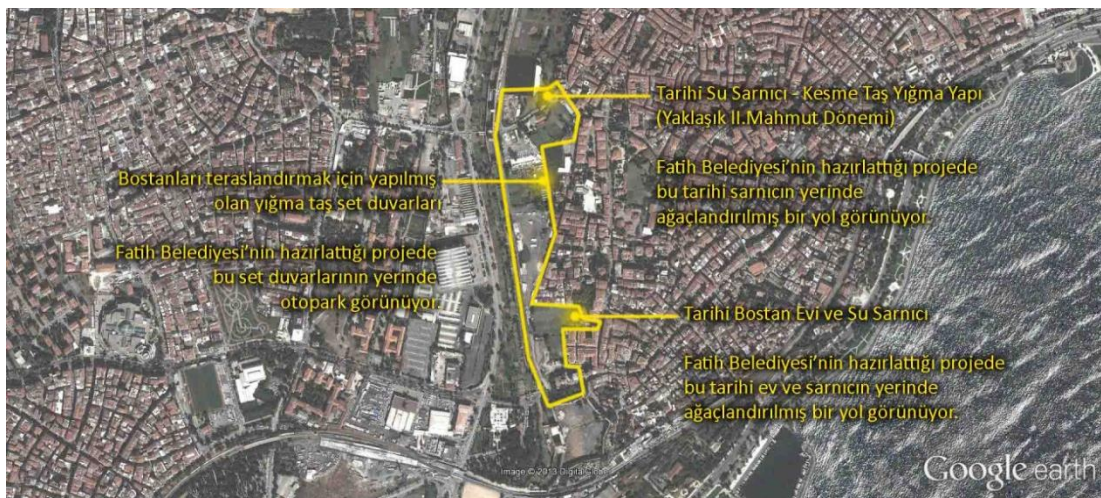 Tarihi Su Sarnıcı - Kesme Taş Yığma Yapı
(Yaklaşık II.Mahmut Dönemi)
Fatih Belediyesi'nin hazırlattığı projede
bu tarihi sarnıcın yerinde
ağaçlandırılmış bir yol görünüyor.
Bostanları teraslandırmak için yapılmış
olan yığma taş set duvarları
Fatih Belediyesi'nin hazırlattığı projede
bu set duvarlarının yerinde
otopark görünüyor.
Tarihi Bostan Evi ve Su Sarnıcı
Fatih Belediyesi'nin hazırlattığı projede
bu tarihi ev ve sarnıcın yerinde
ağaçlandırılmış bir yol görünüyor.
Image © 2013
Google earth